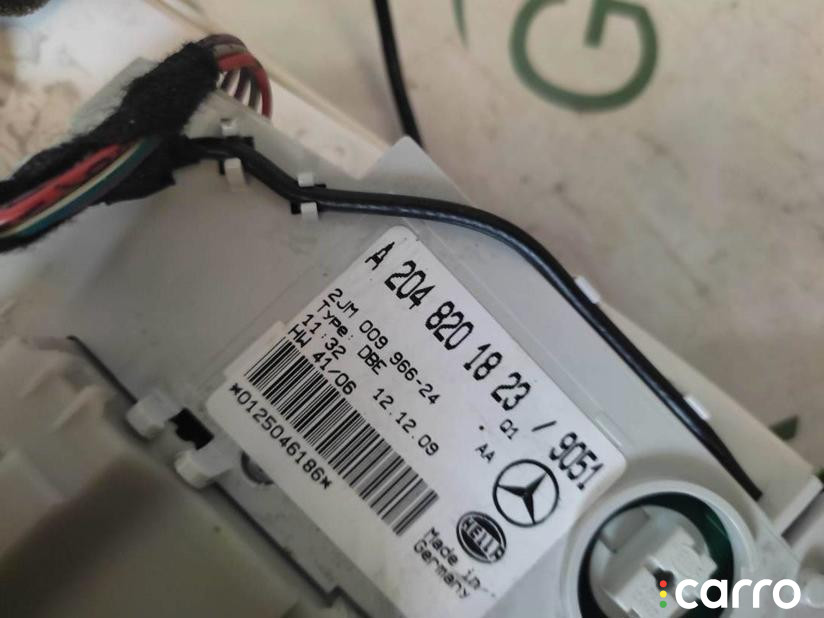 G
A 204 820 18 23 / 9051
2JM 009 966-24 Q1
Type: DBE AA
11:32
HW 41/06 12.12.09
*0125046186*
HELLA
Made in
Germany
carro